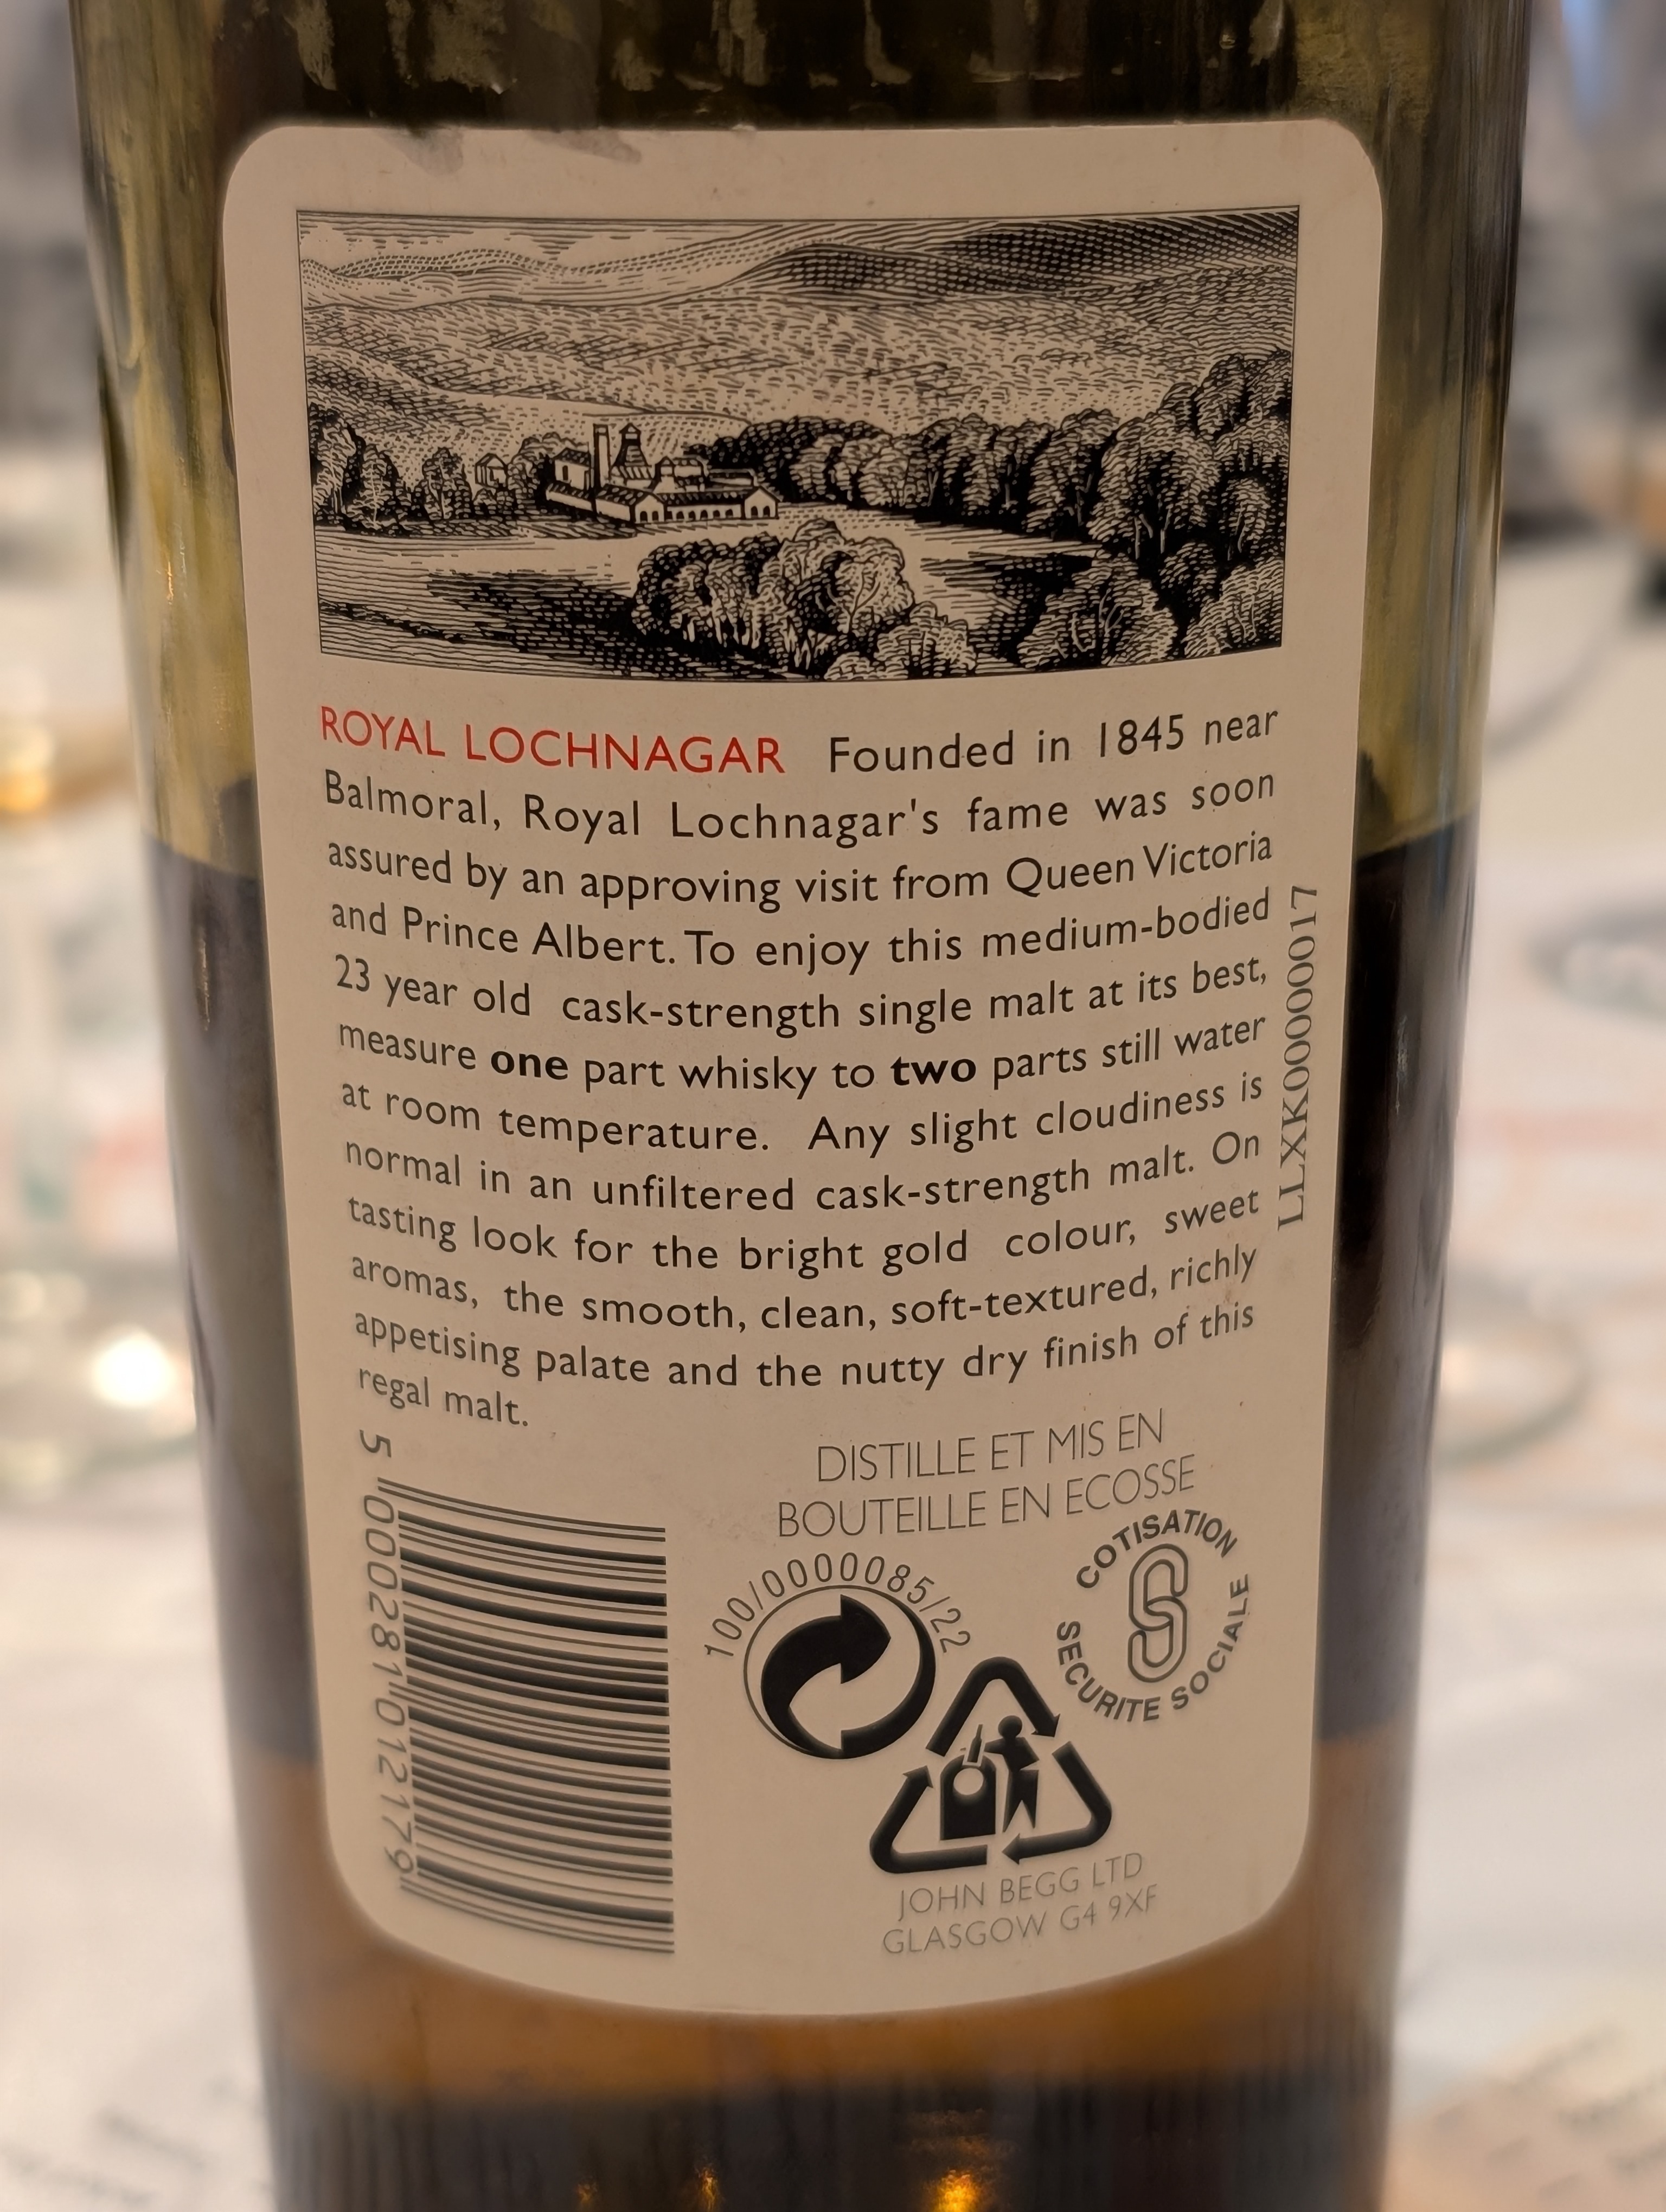 ROYAL LOCHNAGAR Founded in 1845 near
Balmoral, Royal Lochnagar's fame was soon
assured by an approving visit from Queen Victoria
and Prince Albert. To enjoy this medium-bodied
23 year old cask-strength single malt at its best,
measure one part whisky to two parts still water
at room temperature. Any slight cloudiness is
normal in an unfiltered cask-strength malt. On
tasting look for the bright gold colour, sweet
aromas, the smooth, clean, soft-textured, richly
appetising palate and the nutty dry finish of this
regal malt.
LLXK00000017
DISTILLE ET MIS EN
BOUTEILLE EN ECOSSE
5 000281 012179
100/0000085/22
COTISATION
SECURITE SOCIALE
JOHN BEGG LTD
GLASGOW G4 9XF